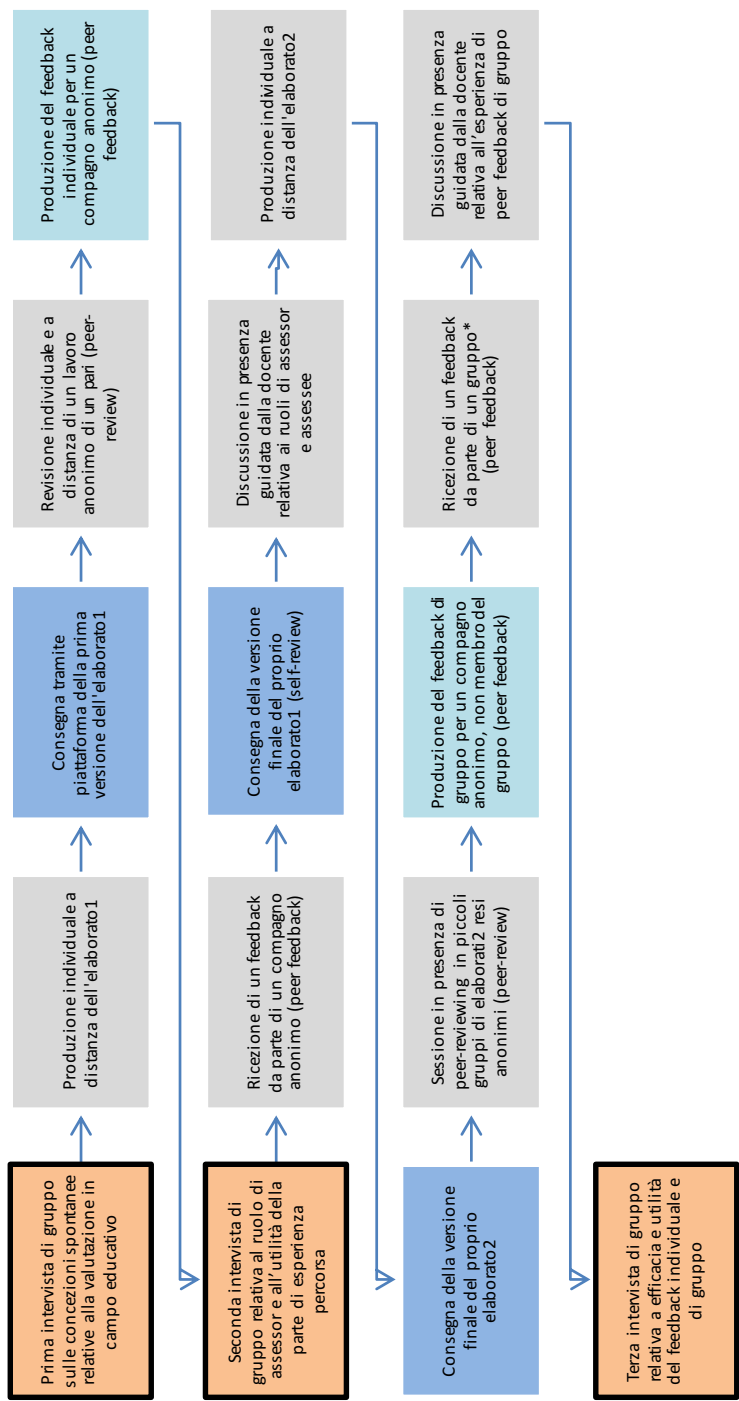 Prima intervista di gruppo
sulle concezioni spontanee
relative alla valutazione in
campo educativo
Produzione individuale a
distanza dell'elaborato1
Consegna tramite
piattaforma della prima
versione dell'elaborato1
Revisione individuale e a
distanza di un lavoro
anonimo di un pari (peer-
review)
Produzione del feedback
individuale per un
compagno anonimo (peer
feedback)
Seconda intervista di
gruppo relativa al ruolo di
assessor e all'utilità della
parte di esperienza
percorsa
Ricezione di un feedback
da parte di un compagno
anonimo (peer feedback)
Consegna della versione
finale del proprio
elaborato1 (self-review)
Discussione in presenza
guidata dalla docente
relativa ai ruoli di assessor
e assessee
Produzione individuale a
distanza dell'elaborato2
Consegna della versione
finale del proprio
elaborato2
Sessione in presenza di
peer-reviewing in piccoli
gruppi di elaborati2 resi
anonimi (peer-review)
Produzione del feedback di
gruppo per un compagno
anonimo, non membro del
gruppo (peer feedback)
Ricezione di un feedback
da parte di un gruppo*
(peer feedback)
Discussione in presenza
guidata dalla docente
relativa all'esperienza di
peer feedback di gruppo
Terza intervista di gruppo
relativa a efficacia e utilità
del feedback individuale e
di gruppo